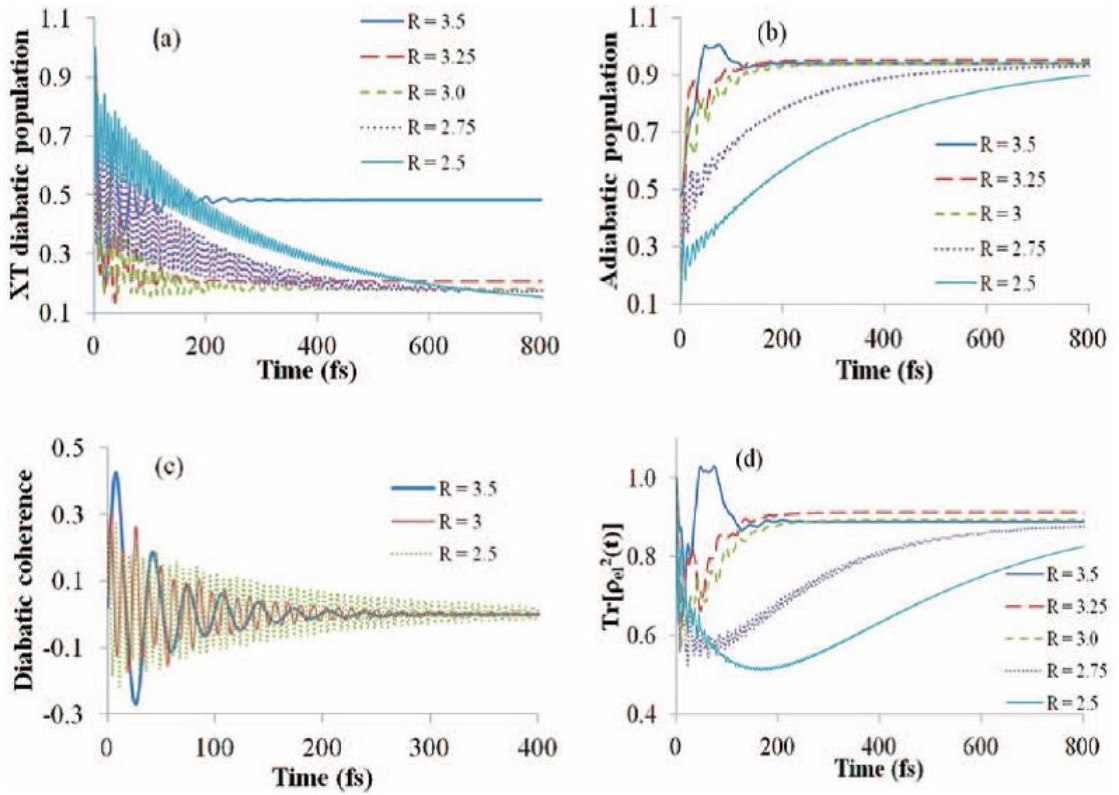 (a)
XT diabatic population
1.1
0.9
0.7
0.5
0.3
0.1
R = 3.5
R = 3.25
R = 3.0
R = 2.75
R = 2.5
0 200 400 600 800
Time (fs)
(b)
Adiabatic population
1.1
0.9
0.7
0.5
0.3
0.1
R = 3.5
R = 3.25
R = 3
R = 2.75
R = 2.5
0 200 400 600 800
Time (fs)
(c)
Diabatic coherence
0.5
0.3
0.1
-0.1
-0.3
R = 3.5
R = 3
R = 2.5
0 100 200 300 400
Time (fs)
(d)
Tr[ρel²(t)]
1.0
0.8
0.6
0.4
R = 3.5
R = 3.25
R = 3.0
R = 2.75
R = 2.5
0 200 400 600 800
Time (fs)